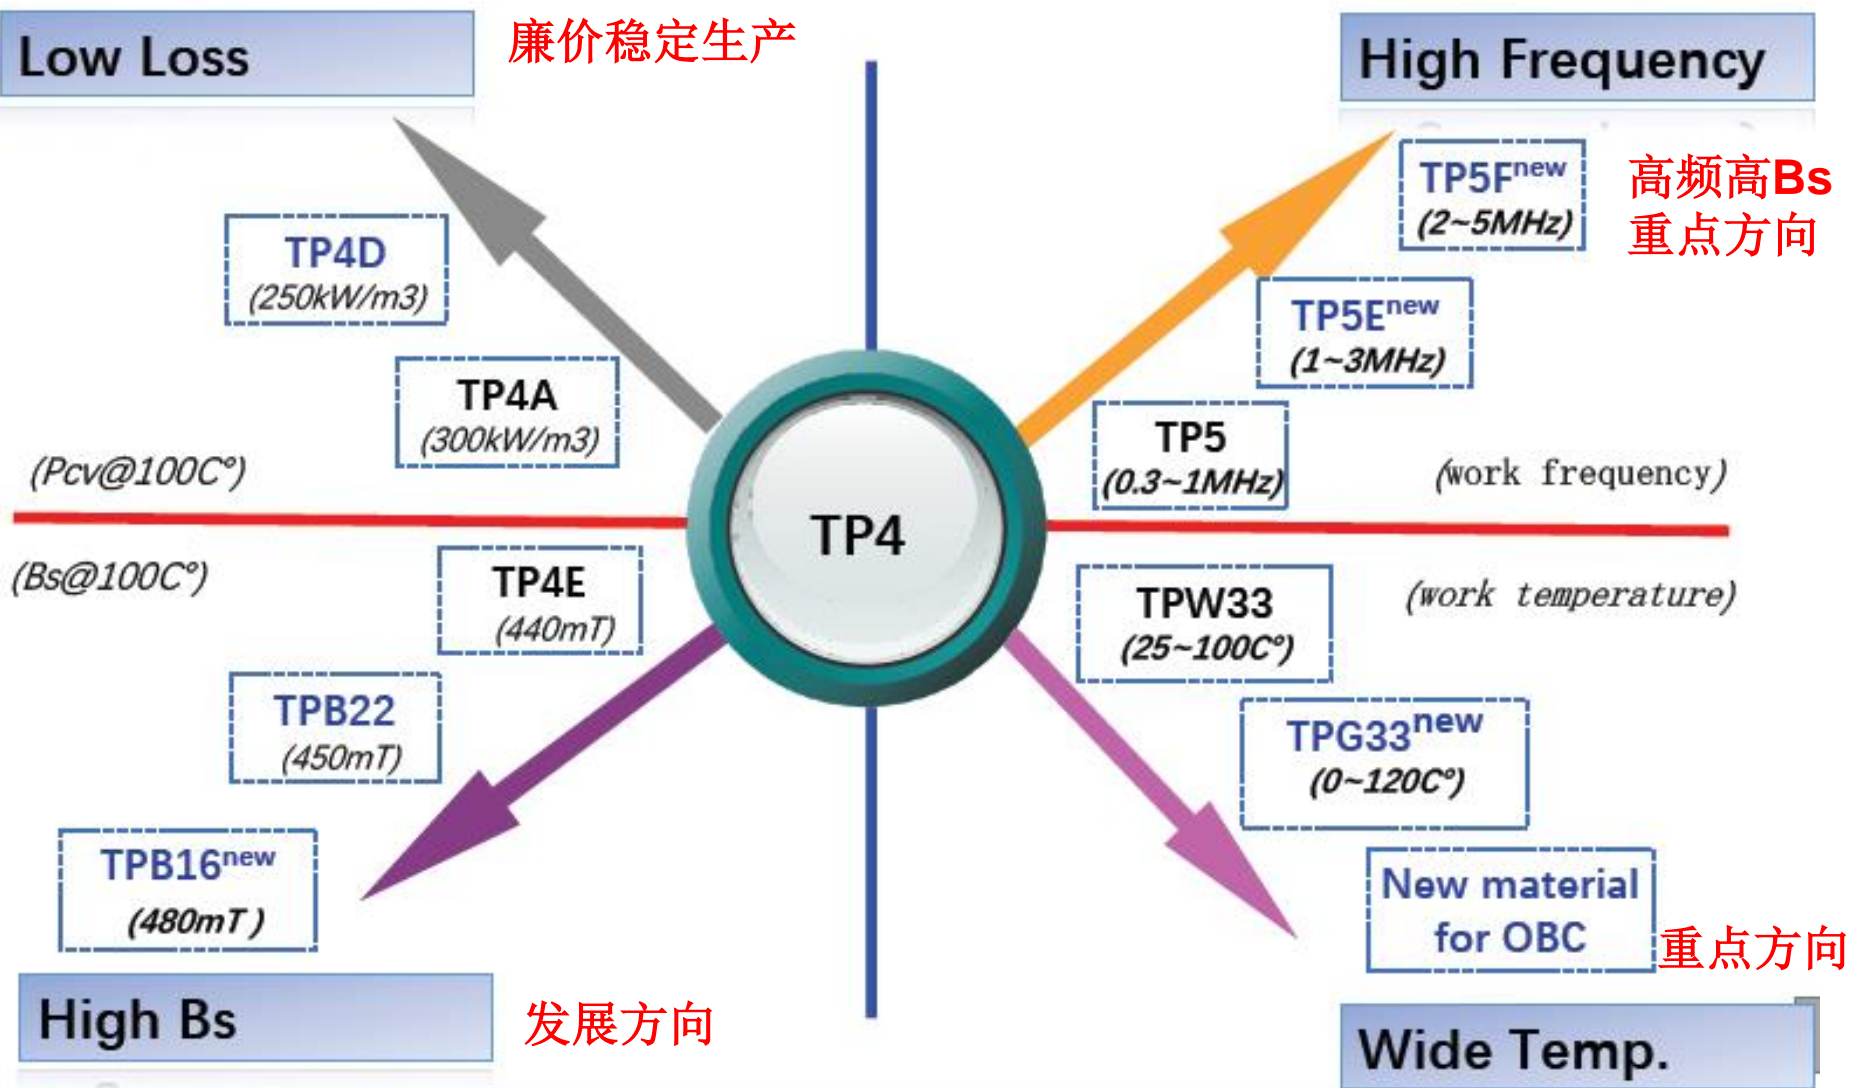 Low Loss
廉价稳定生产
High Frequency
TP5Fnew
(2~5MHz)
高频高Bs
重点方向
TP4D
(250kW/m3)
TP5Enew
(1~3MHz)
TP4A
(300kW/m3)
TP5
(0.3~1MHz)
(Pcv@100C°)
(work frequency)
TP4
(Bs@100C°)
(work temperature)
TP4E
(440mT)
TPW33
(25~100C°)
TPB22
(450mT)
TPG33new
(0~120C°)
TPB16new
(480mT)
New material
for OBC
重点方向
High Bs
发展方向
Wide Temp.